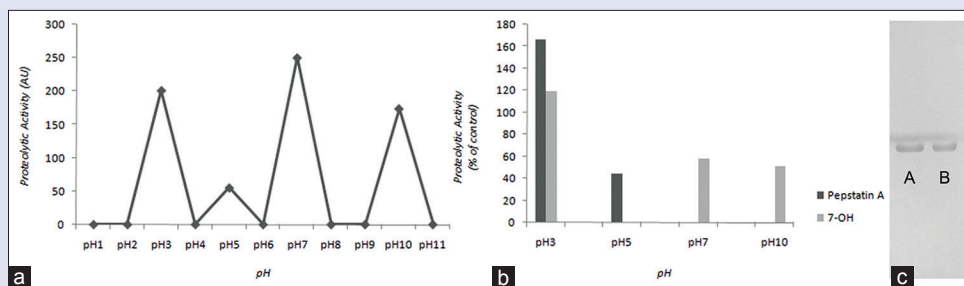 Proteolytic Activity (AU)
300
250
200
150
100
50
0
pH1 pH2 pH3 pH4 pH5 pH6 pH7 pH8 pH9 pH10 pH11
pH
a
Proteolytic Activity
(% of control)
180
160
140
120
100
80
60
40
20
0
pH3 pH5 pH7 pH10
pH
Pepstatin A
7-OH
b
A B
c